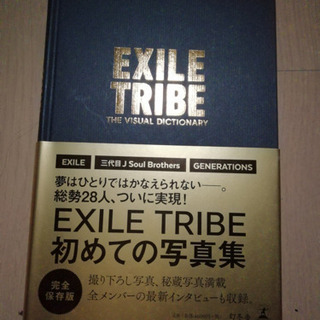 EXILE
TRIBE
THE VISUAL DICTIONARY
EXILE 三代目 J Soul Brothers GENERATIONS
夢はひとりではかなえられない──。
総勢28人、ついに実現!
EXILE TRIBE
初めての写真集
完全
保存版
撮り下ろし写真、秘蔵写真満載
全メンバーの最新インタビューも収録。